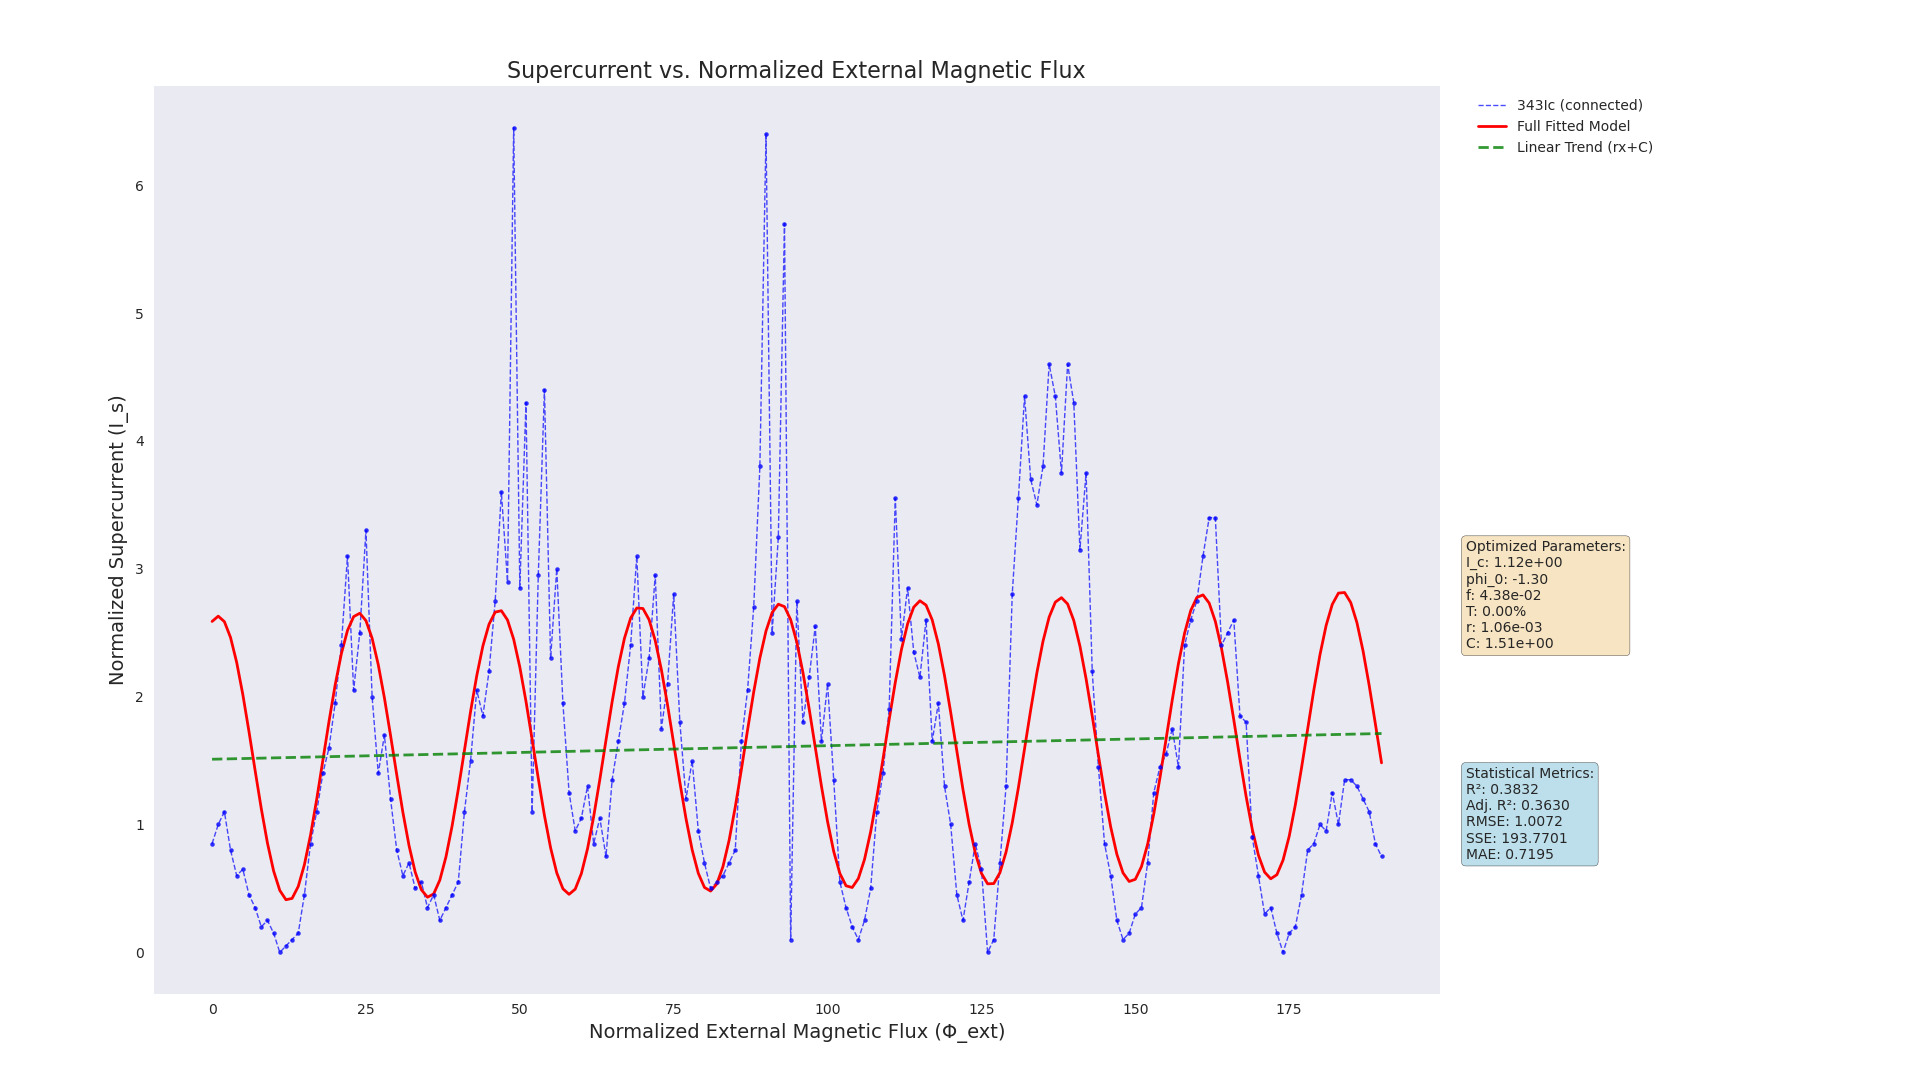 Supercurrent vs. Normalized External Magnetic Flux
343Ic (connected)
Full Fitted Model
Linear Trend (rx+C)
Normalized Supercurrent (I_s)
6
5
4
3
2
1
0
0 25 50 75 100 125 150 175
Normalized External Magnetic Flux (Φ_ext)
Optimized Parameters:
I_c: 1.12e+00
phi_0: -1.30
f: 4.38e-02
T: 0.00%
r: 1.06e-03
C: 1.51e+00
Statistical Metrics:
R²: 0.3832
Adj. R²: 0.3630
RMSE: 1.0072
SSE: 193.7701
MAE: 0.7195